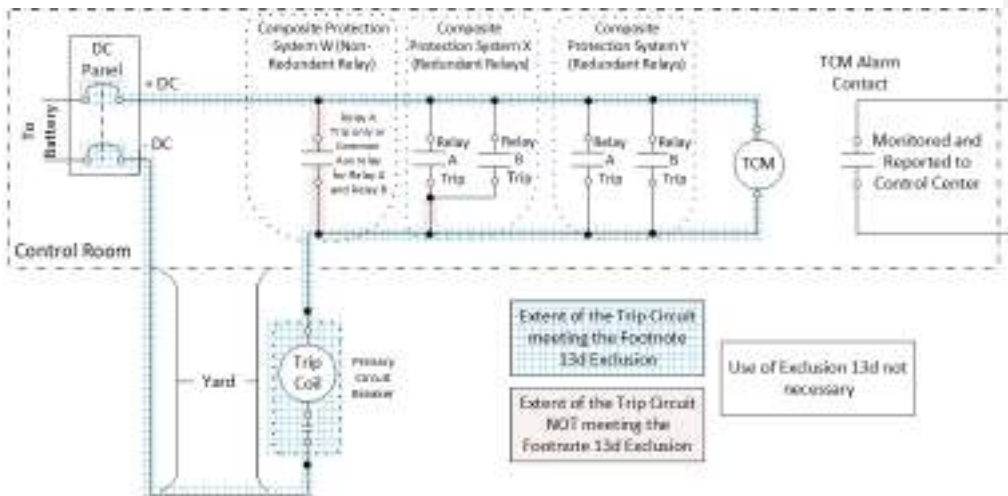 Composite Protection
System W (Non-
Redundant Relay)
Composite
Protection System X
(Redundant Relays)
Composite
Protection System Y
(Redundant Relays)
TCM Alarm
Contact
DC
Panel
+ DC
- DC
To
Battery
Relay A
Trip only or
Common
Aux relay
for Relay A
and Relay B
Relay
A
Trip
Relay
B
Trip
Relay
A
Trip
Relay
B
Trip
TCM
Monitored and
Reported to
Control Center
Control Room
Yard
Trip
Coil
Primary
Circuit
Breaker
Extent of the Trip Circuit
meeting the Footnote
13d Exclusion
Extent of the Trip Circuit
NOT meeting the
Footnote 13d Exclusion
Use of Exclusion 13d not
necessary